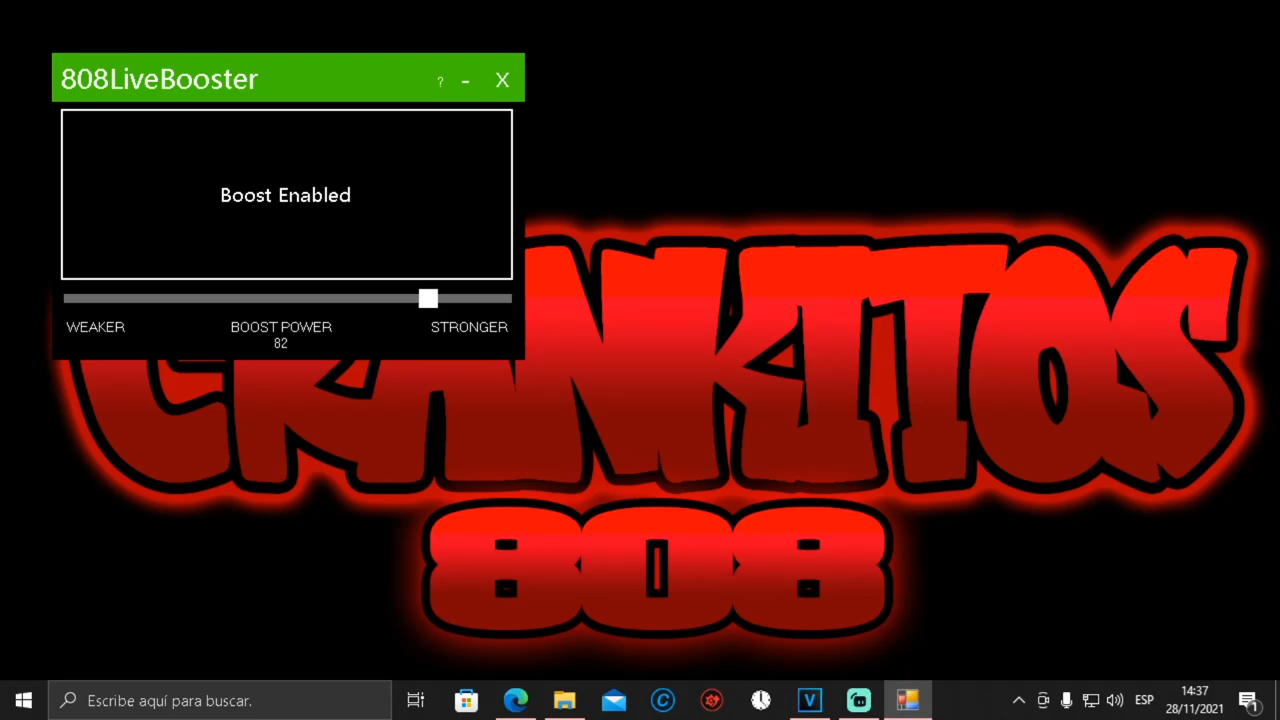 808LiveBooster
? - X
Boost Enabled
WEAKER BOOST POWER STRONGER
82
CRANKITOS
808
Escribe aquí para buscar.
ESP
14:37
28/11/2021
1